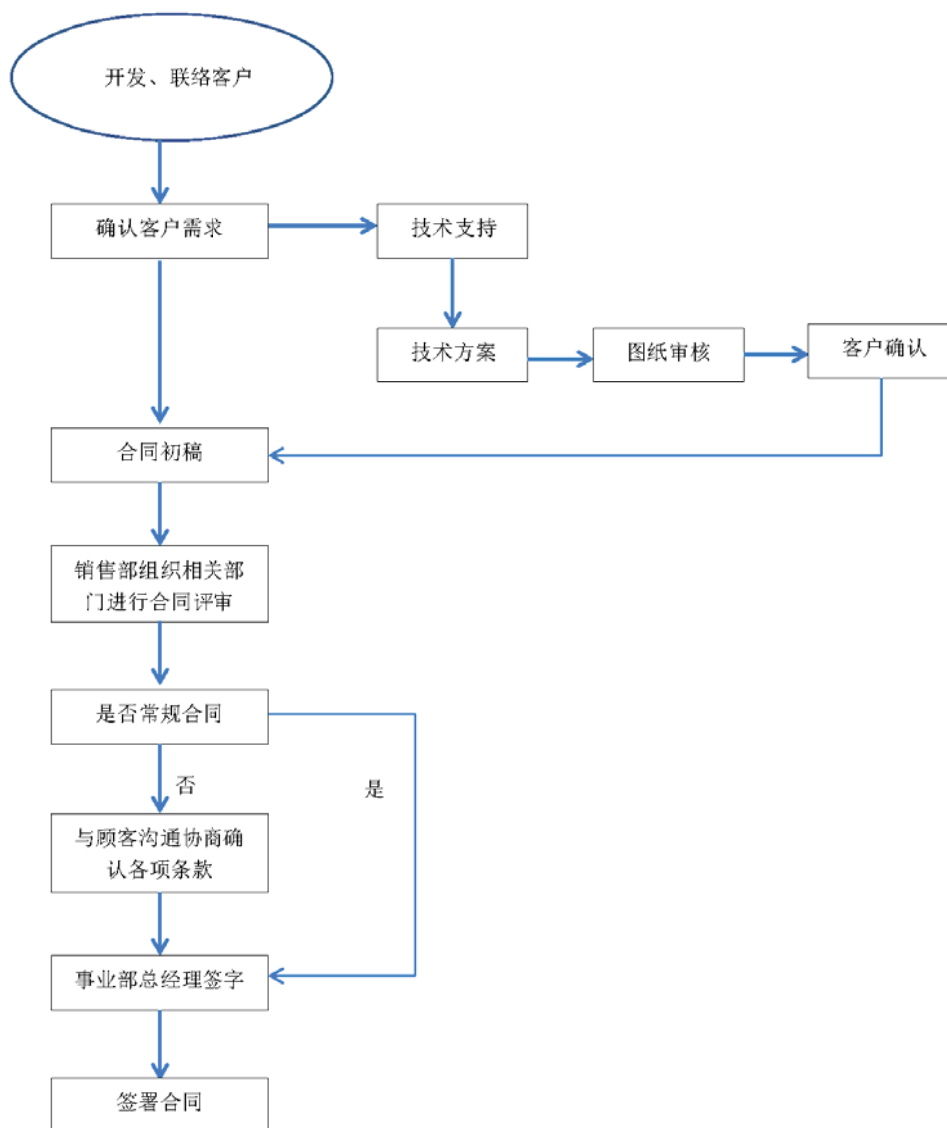 开发、联络客户
确认客户需求
技术支持
技术方案
图纸审核
客户确认
合同初稿
销售部组织相关部
门进行合同评审
是否常规合同
否
是
与顾客沟通协商确
认各项条款
事业部总经理签字
签署合同